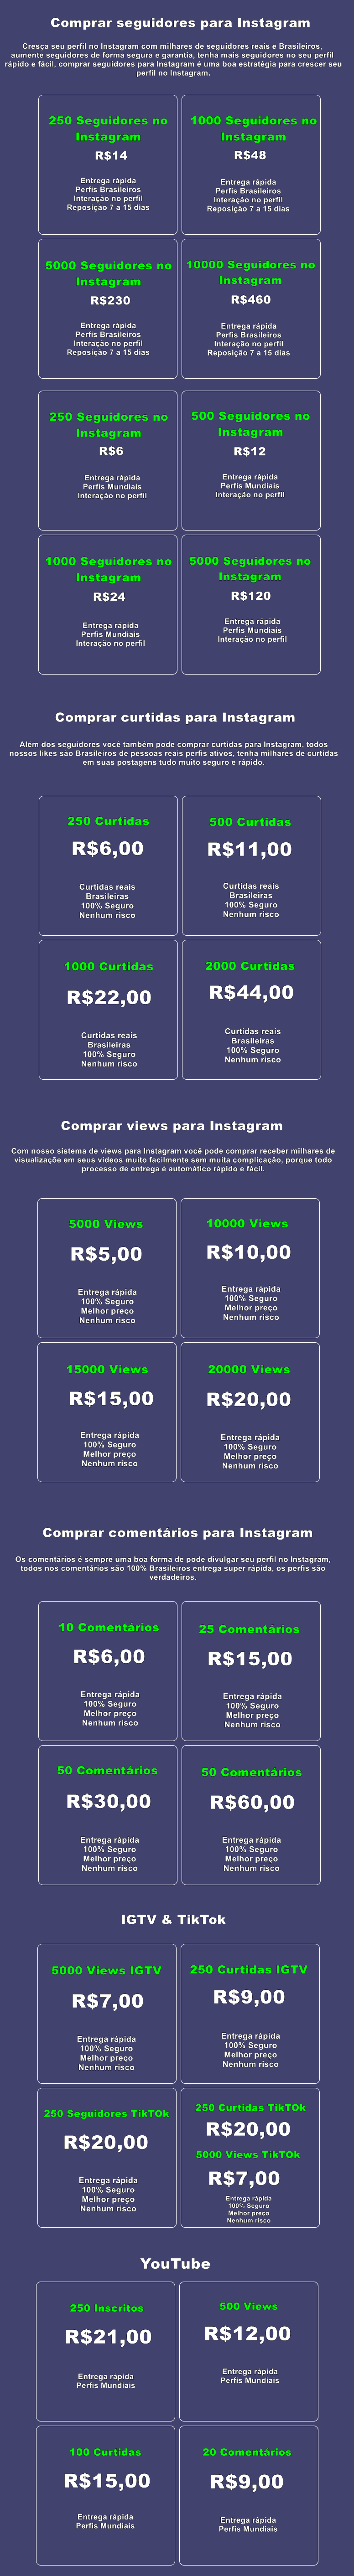 Comprar seguidores para Instagram
Cresça seu perfil no Instagram com milhares de seguidores reais e Brasileiros,
aumente seguidores de forma segura e garantia, tenha mais seguidores no seu perfil
rápido e fácil, comprar seguidores para Instagram é uma boa estratégia para crescer seu
perfil no Instagram.
250 Seguidores no
Instagram
R$14
Entrega rápida
Perfis Brasileiros
Interação no perfil
Reposição 7 a 15 dias
1000 Seguidores no
Instagram
R$48
Entrega rápida
Perfis Brasileiros
Interação no perfil
Reposição 7 a 15 dias
5000 Seguidores no
Instagram
R$230
Entrega rápida
Perfis Brasileiros
Interação no perfil
Reposição 7 a 15 dias
10000 Seguidores no
Instagram
R$460
Entrega rápida
Perfis Brasileiros
Interação no perfil
Reposição 7 a 15 dias
250 Seguidores no
Instagram
R$6
Entrega rápida
Perfis Mundiais
Interação no perfil
500 Seguidores no
Instagram
R$12
Entrega rápida
Perfis Mundiais
Interação no perfil
1000 Seguidores no
Instagram
R$24
Entrega rápida
Perfis Mundiais
Interação no perfil
5000 Seguidores no
Instagram
R$120
Entrega rápida
Perfis Mundiais
Interação no perfil
Comprar curtidas para Instagram
Além dos seguidores você também pode comprar curtidas para Instagram, todos
nossos likes são Brasileiros de pessoas reais perfis ativos, tenha milhares de curtidas
em suas postagens tudo muito seguro e rápido.
250 Curtidas
R$6,00
Curtidas reais
Brasileiras
100% Seguro
Nenhum risco
500 Curtidas
R$11,00
Curtidas reais
Brasileiras
100% Seguro
Nenhum risco
1000 Curtidas
R$22,00
Curtidas reais
Brasileiras
100% Seguro
Nenhum risco
2000 Curtidas
R$44,00
Curtidas reais
Brasileiras
100% Seguro
Nenhum risco
Comprar views para Instagram
Com nosso sistema de views para Instagram você pode comprar receber milhares de
visualização em seus vídeos muito facilmente sem muita complicação, porque todo
processo de entrega é automático rápido e fácil.
5000 Views
R$5,00
Entrega rápida
100% Seguro
Melhor preço
Nenhum risco
10000 Views
R$10,00
Entrega rápida
100% Seguro
Melhor preço
Nenhum risco
15000 Views
R$15,00
Entrega rápida
100% Seguro
Melhor preço
Nenhum risco
20000 Views
R$20,00
Entrega rápida
100% Seguro
Melhor preço
Nenhum risco
Comprar comentários para Instagram
Os comentários é sempre uma boa forma de pode divulgar seu perfil no Instagram,
todos nos comentários são 100% Brasileiros entrega super rápida, os perfis são
verdadeiros.
10 Comentários
R$6,00
Entrega rápida
100% Seguro
Melhor preço
Nenhum risco
25 Comentários
R$15,00
Entrega rápida
100% Seguro
Melhor preço
Nenhum risco
50 Comentários
R$30,00
Entrega rápida
100% Seguro
Melhor preço
Nenhum risco
50 Comentários
R$60,00
Entrega rápida
100% Seguro
Melhor preço
Nenhum risco
IGTV & TikTok
5000 Views IGTV
R$7,00
Entrega rápida
100% Seguro
Melhor preço
Nenhum risco
250 Curtidas IGTV
R$9,00
Entrega rápida
100% Seguro
Melhor preço
Nenhum risco
250 Seguidores TikTOk
R$20,00
Entrega rápida
100% Seguro
Melhor preço
Nenhum risco
250 Curtidas TikTOk
R$20,00
5000 Views TikTOk
R$7,00
Entrega rápida
100% Seguro
Melhor preço
Nenhum risco
YouTube
250 Inscritos
R$21,00
Entrega rápida
Perfis Mundiais
500 Views
R$12,00
Entrega rápida
Perfis Mundiais
100 Curtidas
R$15,00
Entrega rápida
Perfis Mundiais
20 Comentários
R$9,00
Entrega rápida
Perfis Mundiais